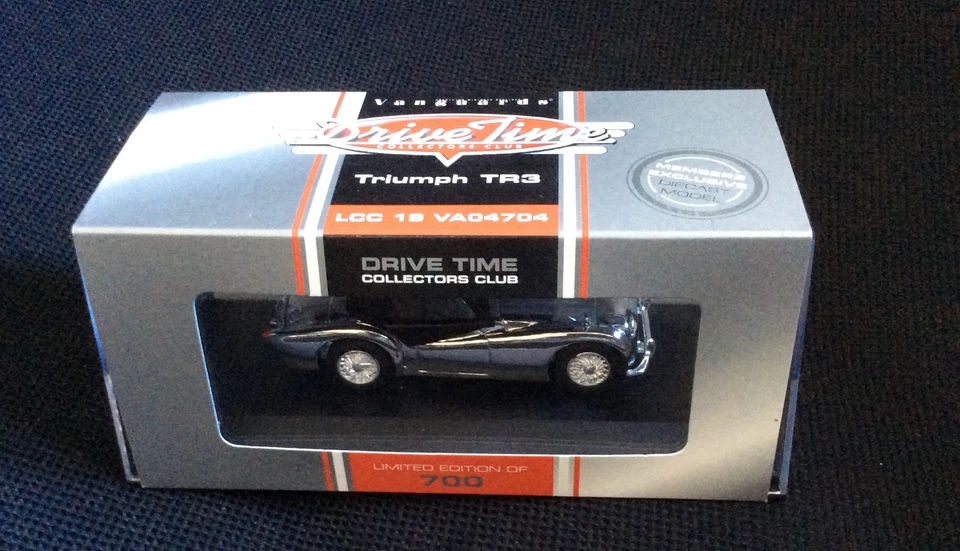 VANGUARDS
Drive Time
COLLECTORS CLUB
Triumph TR3
LCC 19 VA04704
MEMBERS
EXCLUSIVE
DIECAST
MODEL
DRIVE TIME
COLLECTORS CLUB
LIMITED EDITION OF
700